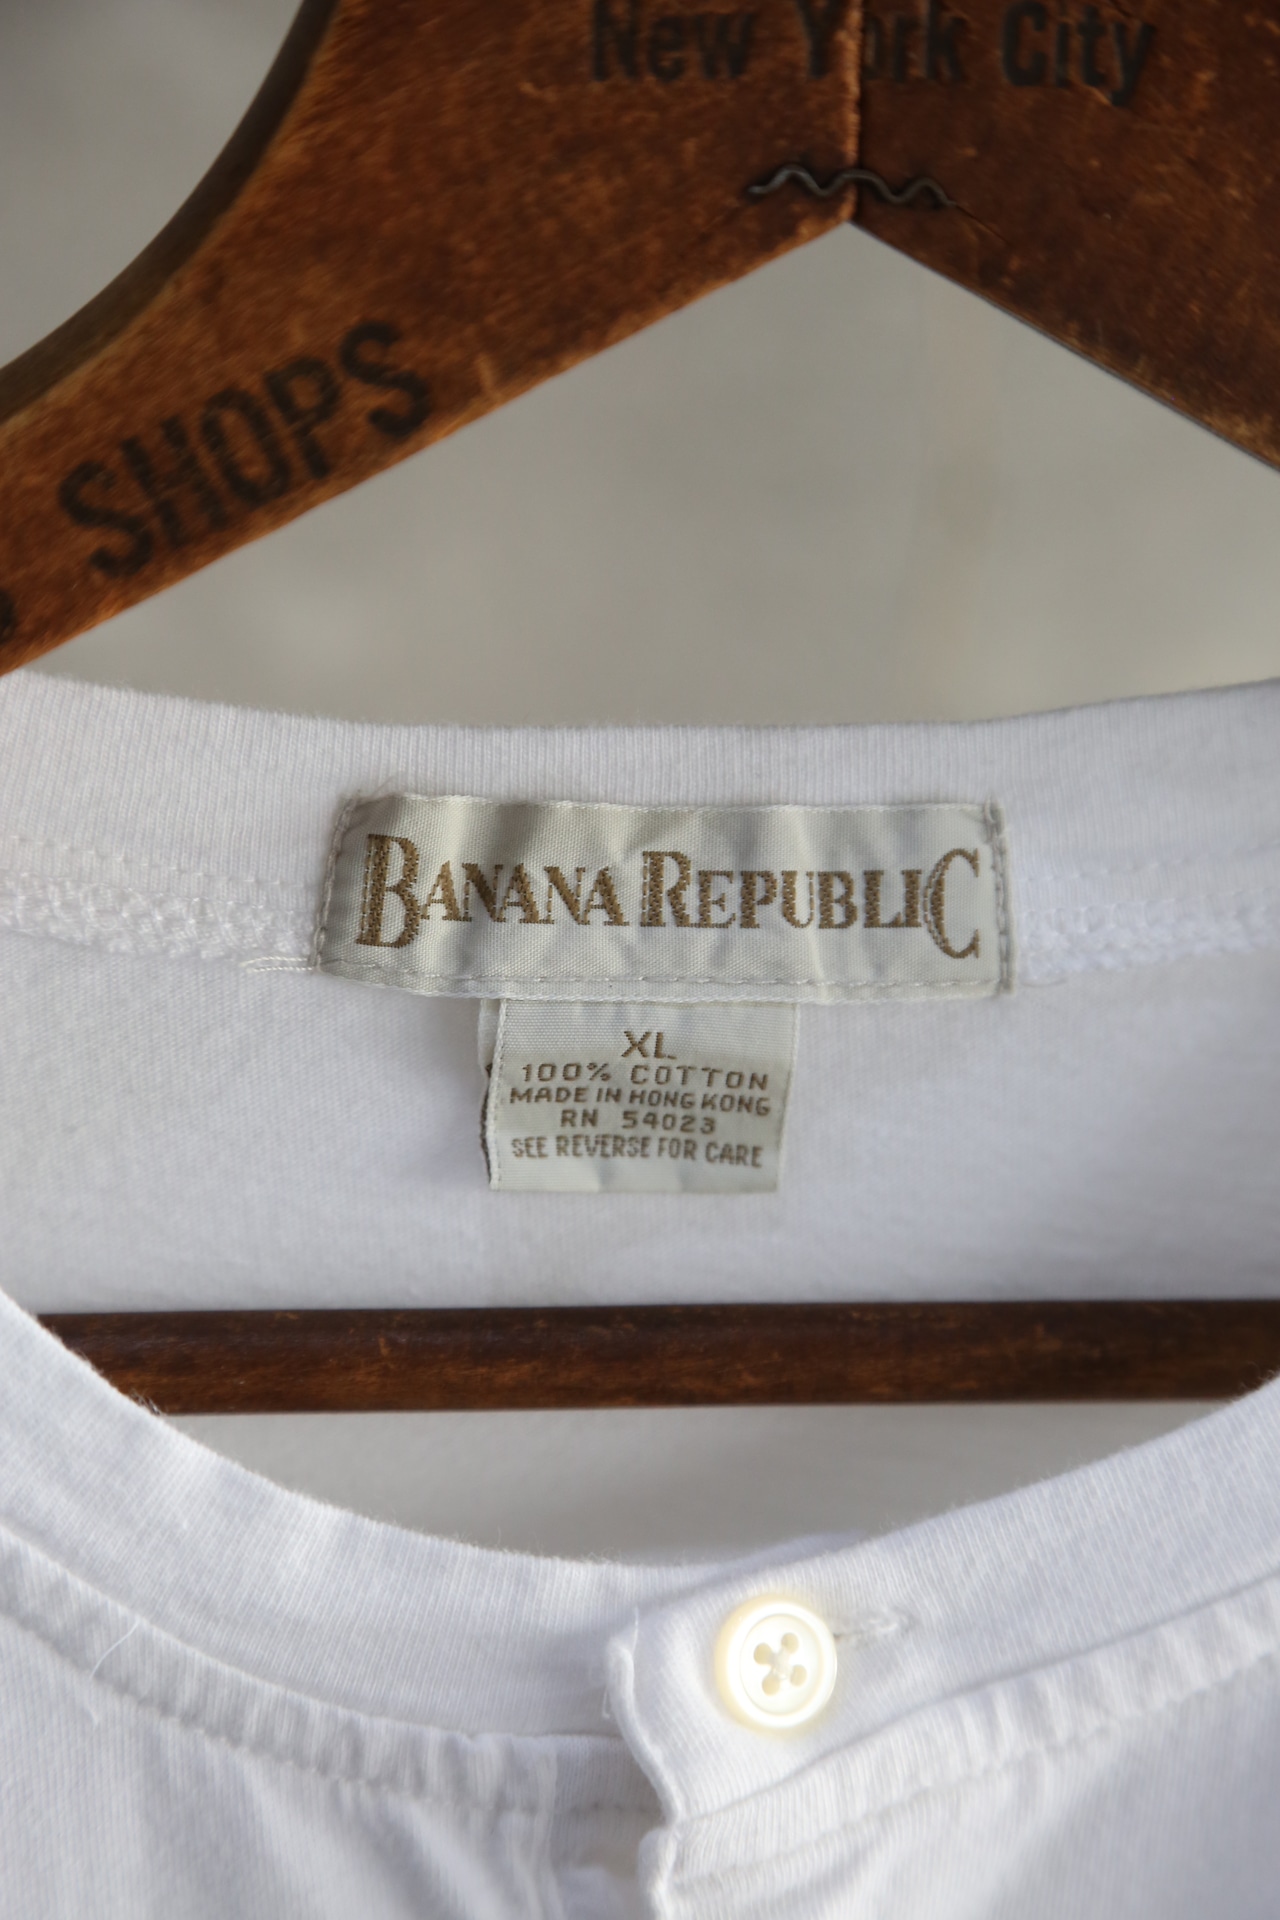 New York City
SHOPS
BANANA REPUBLIC
XL
100% COTTON
MADE IN HONG KONG
RN 54023
SEE REVERSE FOR CARE